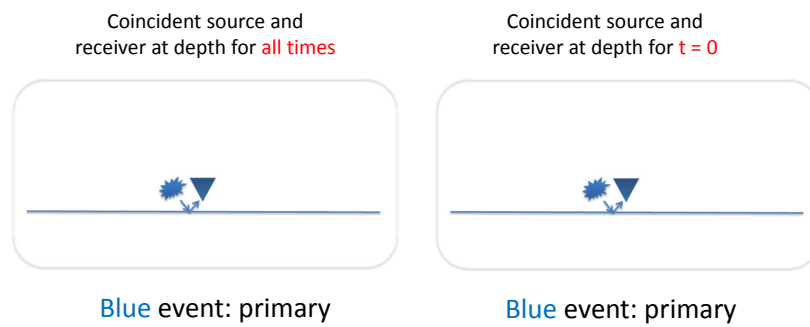 Coincident source and
receiver at depth for all times
Blue event: primary
Coincident source and
receiver at depth for t = 0
Blue event: primary